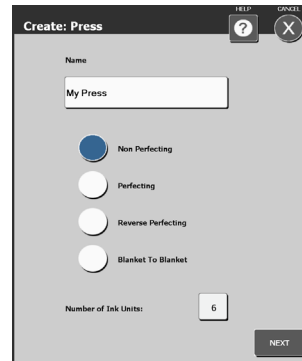 HELP CANCEL
Create: Press ? X
Name
My Press
Non Perfecting
Perfecting
Reverse Perfecting
Blanket To Blanket
Number of Ink Units: 6
NEXT